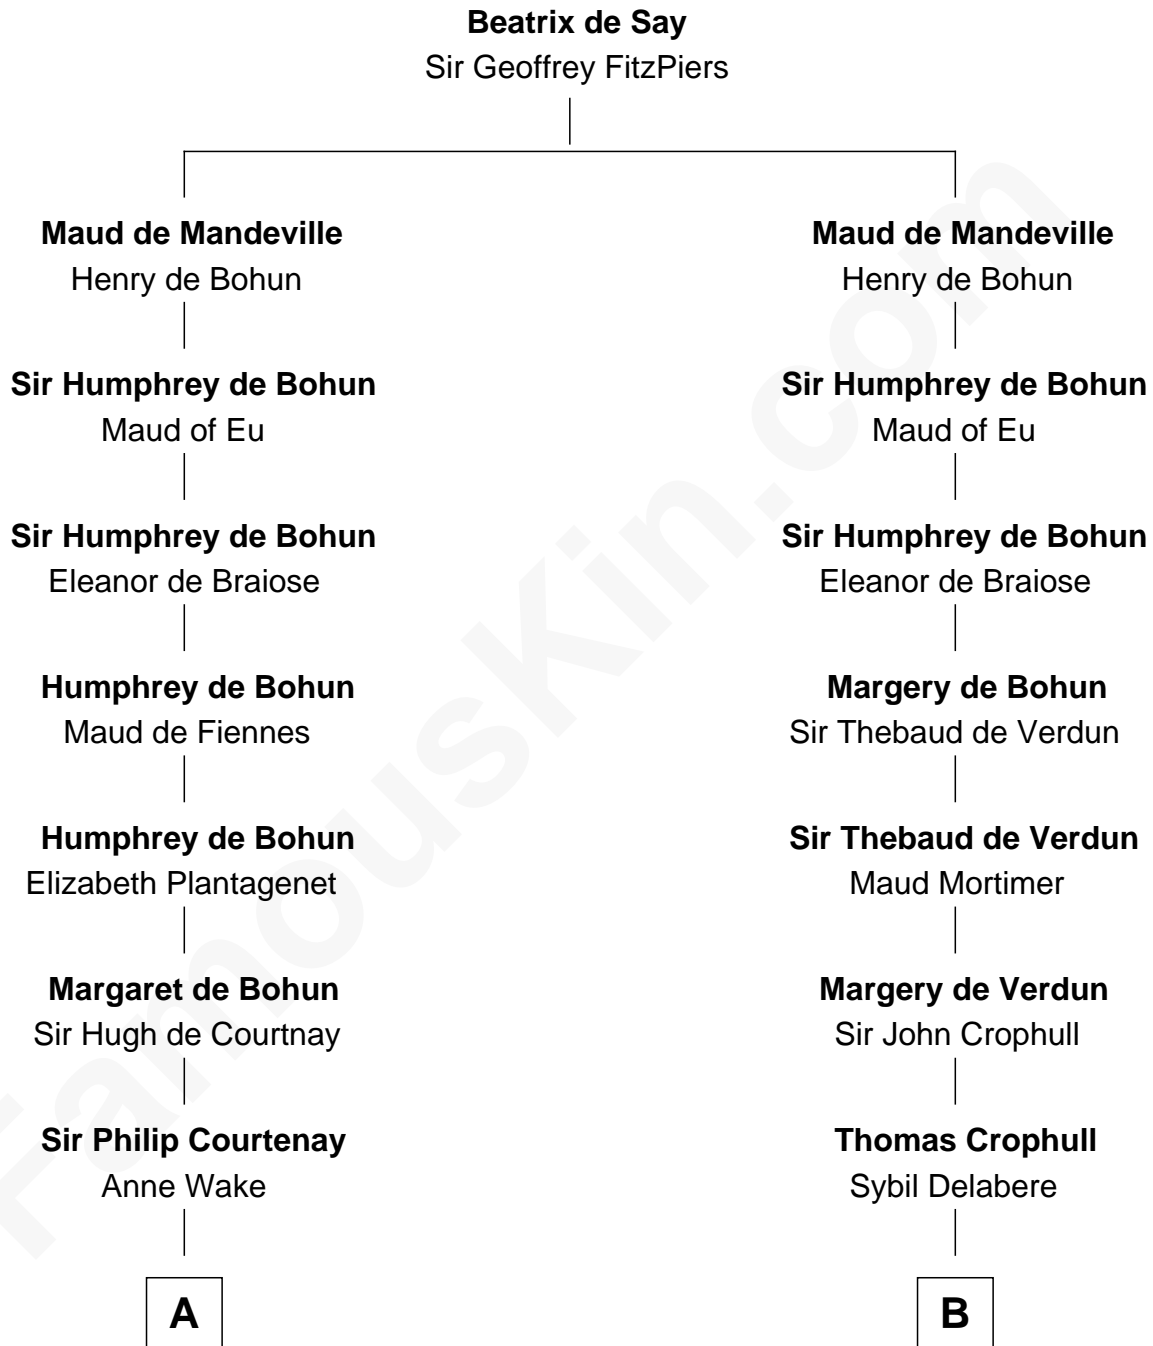 Beatrix de Say
Sir Geoffrey FitzPiers
Maud de Mandeville
Henry de Bohun
Maud de Mandeville
Henry de Bohun
Sir Humphrey de Bohun
Maud of Eu
Sir Humphrey de Bohun
Maud of Eu
Sir Humphrey de Bohun
Eleanor de Braiose
Sir Humphrey de Bohun
Eleanor de Braiose
Humphrey de Bohun
Maud de Fiennes
Margery de Bohun
Sir Thebaud de Verdun
Humphrey de Bohun
Elizabeth Plantagenet
Sir Thebaud de Verdun
Maud Mortimer
Margaret de Bohun
Sir Hugh de Courtnay
Margery de Verdun
Sir John Crophull
Sir Philip Courtenay
Anne Wake
Thomas Crophull
Sybil Delabere
A
B
FamousKin.com